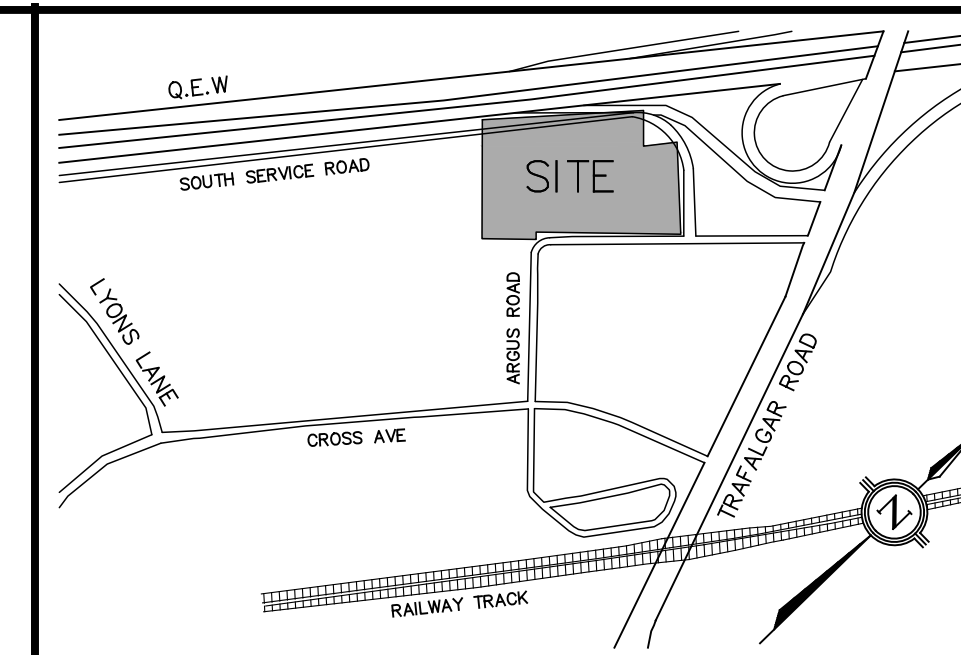 Q.E.W
SOUTH SERVICE ROAD
SITE
LYONS LANE
ARGUS ROAD
TRAFALGAR ROAD
CROSS AVE
N
RAILWAY TRACK